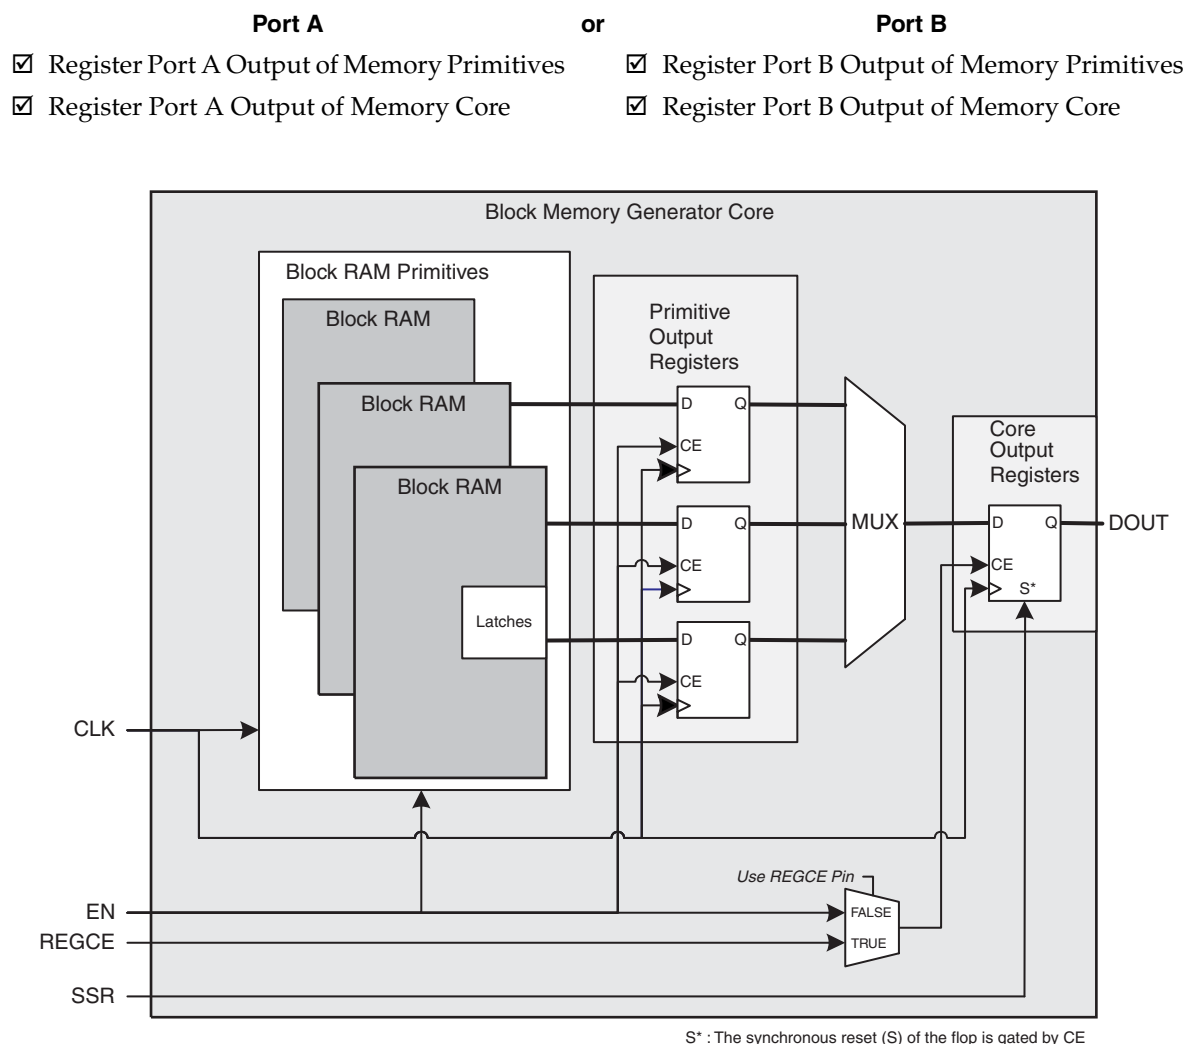 Port A or Port B
☑ Register Port A Output of Memory Primitives ☑ Register Port B Output of Memory Primitives
☑ Register Port A Output of Memory Core ☑ Register Port B Output of Memory Core
Block Memory Generator Core
Block RAM Primitives
Block RAM
Block RAM
Block RAM
Latches
Primitive
Output
Registers
D Q
CE
D Q
CE
D Q
CE
MUX
Core
Output
Registers
D Q
CE
S*
DOUT
CLK
Use REGCE Pin
EN
FALSE
REGCE
TRUE
SSR
S* : The synchronous reset (S) of the flop is gated by CE